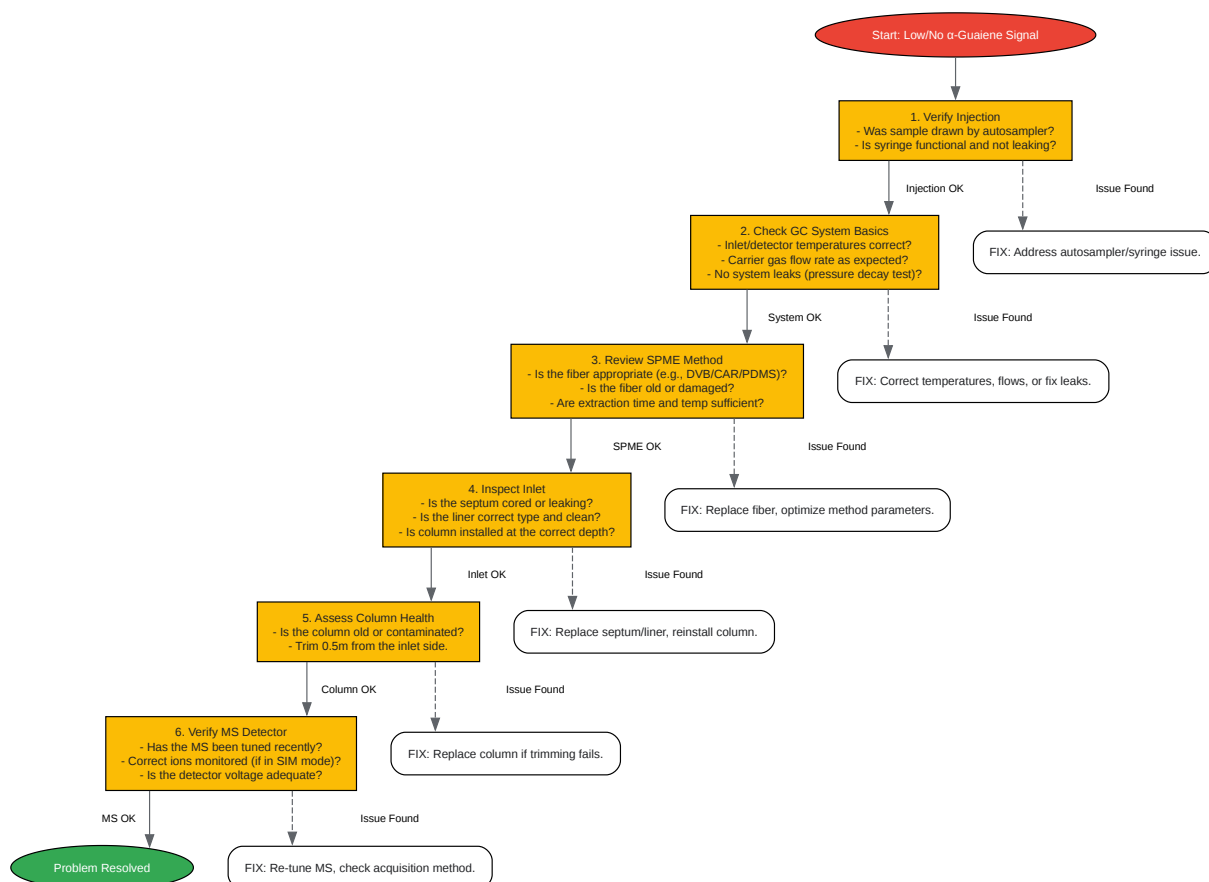 Start: Low/No α-Guaiene Signal
1. Verify Injection
- Was sample drawn by autosampler?
- Is syringe functional and not leaking?
Injection OK
Issue Found
2. Check GC System Basics
- Inlet/detector temperatures correct?
- Carrier gas flow rate as expected?
- No system leaks (pressure decay test)?
FIX: Address autosampler/syringe issue.
System OK
Issue Found
3. Review SPME Method
- Is the fiber appropriate (e.g., DVB/CAR/PDMS)?
- Is the fiber old or damaged?
- Are extraction time and temp sufficient?
FIX: Correct temperatures, flows, or fix leaks.
SPME OK
Issue Found
4. Inspect Inlet
- Is the septum cored or leaking?
- Is the liner correct type and clean?
- Is column installed at the correct depth?
FIX: Replace fiber, optimize method parameters.
Inlet OK
Issue Found
5. Assess Column Health
- Is the column old or contaminated?
- Trim 0.5m from the inlet side.
FIX: Replace septum/liner, reinstall column.
Column OK
Issue Found
6. Verify MS Detector
- Has the MS been tuned recently?
- Correct ions monitored (if in SIM mode)?
- Is the detector voltage adequate?
FIX: Replace column if trimming fails.
MS OK
Issue Found
Problem Resolved
FIX: Re-tune MS, check acquisition method.